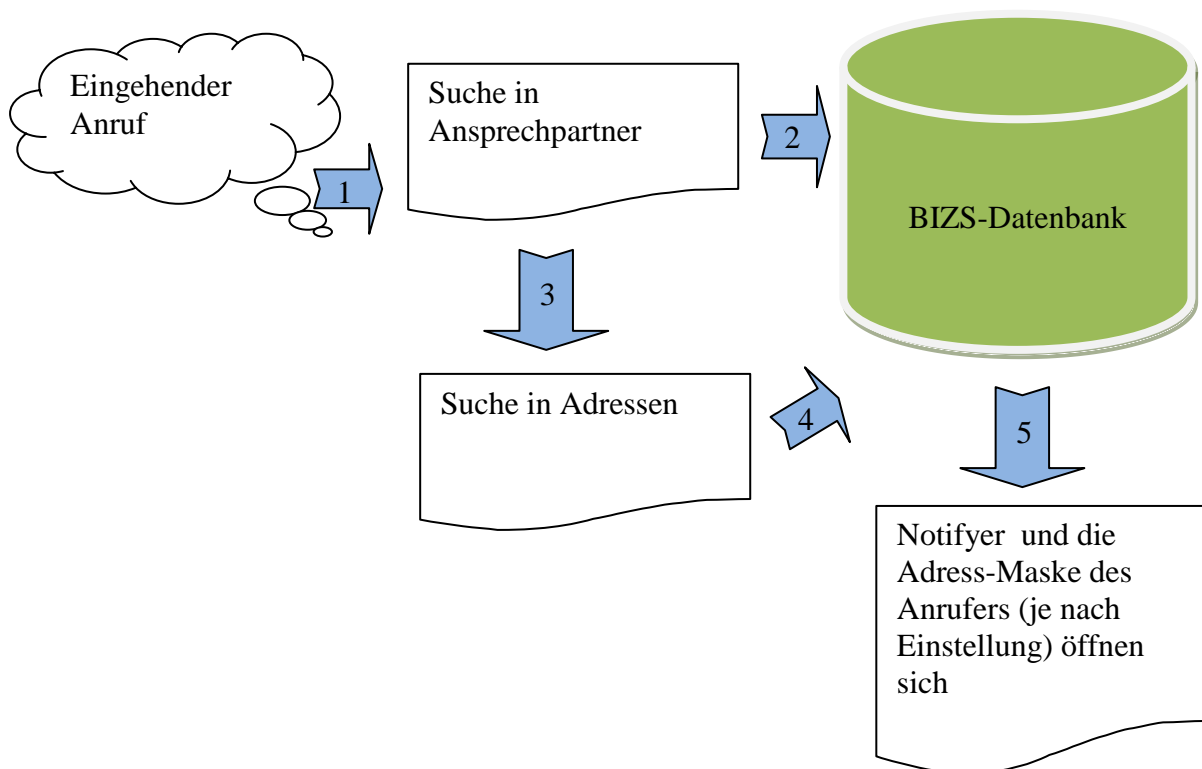 Eingehender
Anruf
1
Suche in
Ansprechpartner
2
BIZS-Datenbank
3
Suche in Adressen
4
5
Notifyer und die
Adress-Maske des
Anrufers (je nach
Einstellung) öffnen
sich